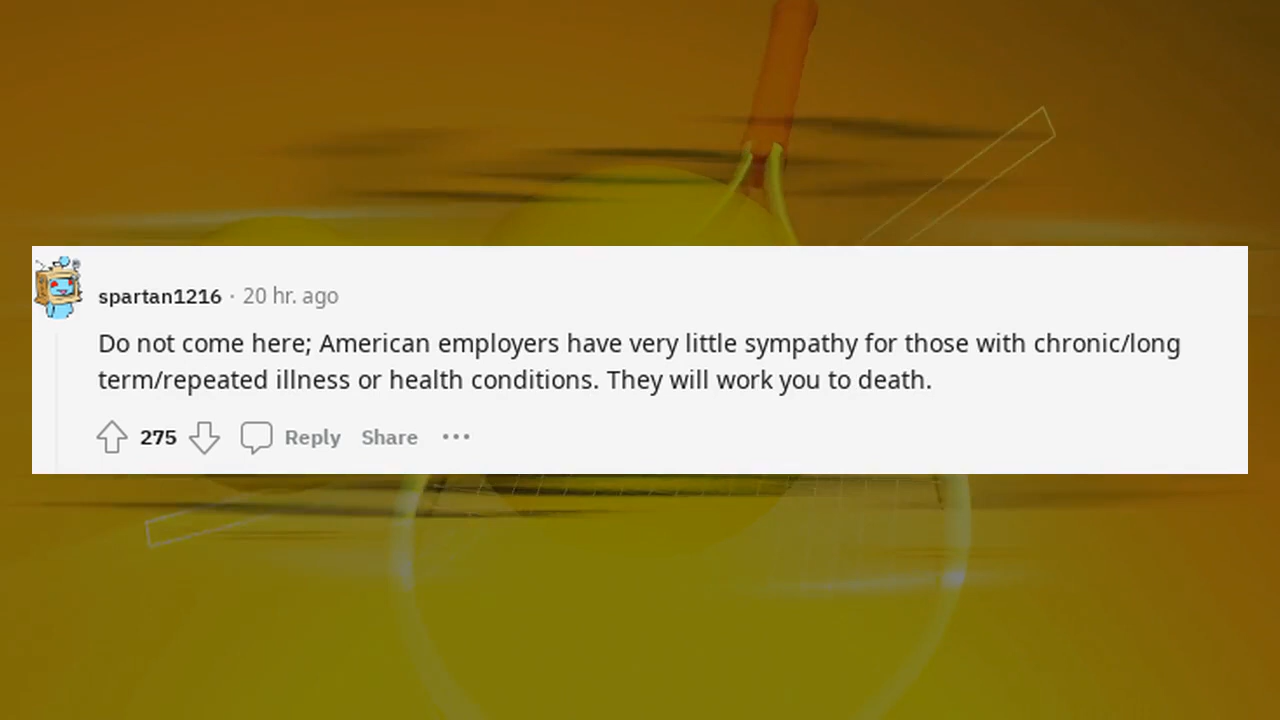 spartan1216 · 20 hr. ago
Do not come here; American employers have very little sympathy for those with chronic/long
term/repeated illness or health conditions. They will work you to death.
275 Reply Share ···